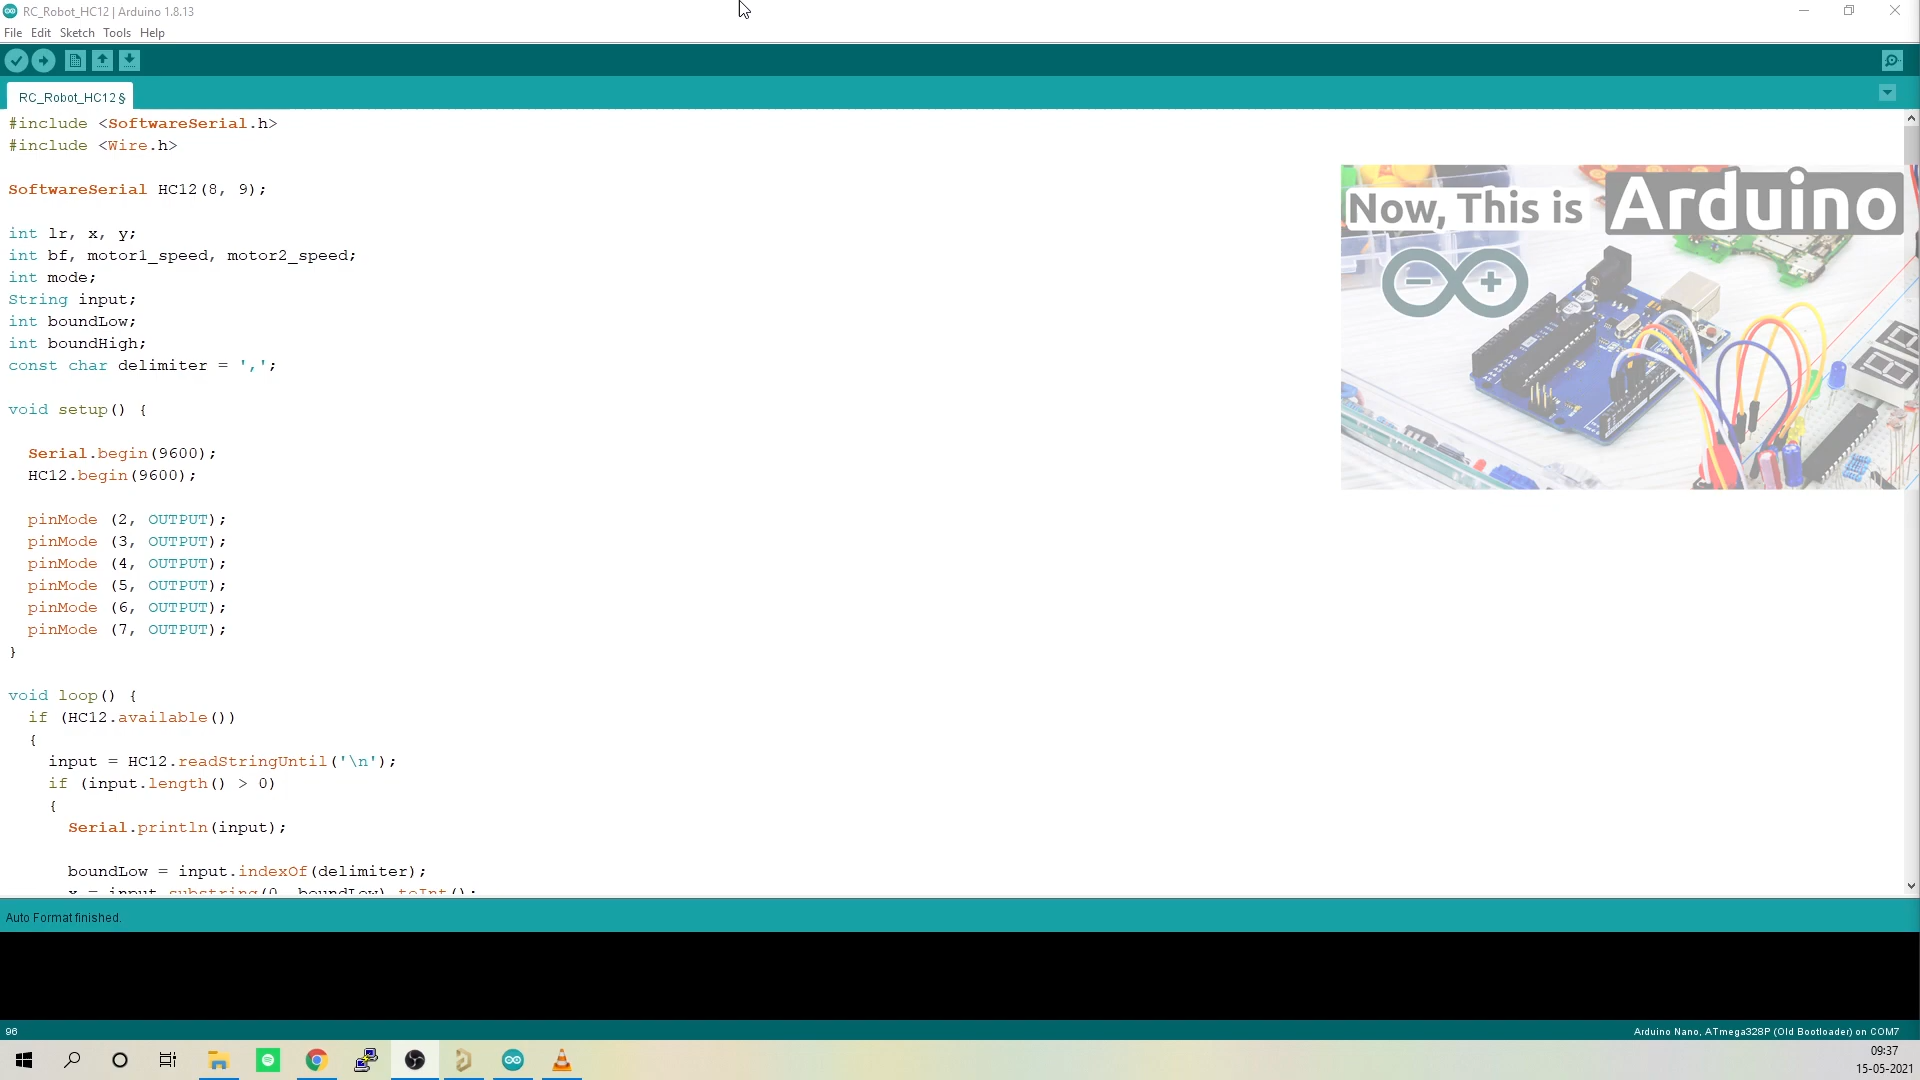 RC_Robot_HC12 | Arduino 1.8.13
File Edit Sketch Tools Help
RC_Robot_HC12 §
#include <SoftwareSerial.h>
#include <Wire.h>
SoftwareSerial HC12(8, 9);
int lr, x, y;
int bf, motor1_speed, motor2_speed;
int mode;
String input;
int boundLow;
int boundHigh;
const char delimiter = ',';
void setup() {
Serial.begin(9600);
HC12.begin(9600);
pinMode (2, OUTPUT);
pinMode (3, OUTPUT);
pinMode (4, OUTPUT);
pinMode (5, OUTPUT);
pinMode (6, OUTPUT);
pinMode (7, OUTPUT);
}
void loop() {
if (HC12.available())
{
input = HC12.readStringUntil('\n');
if (input.length() > 0)
{
Serial.println(input);
boundLow = input.indexOf(delimiter);
x = input.substring(0, boundLow).toInt();
Now, This is Arduino
Auto Format finished.
96
Arduino Nano, ATmega328P (Old Bootloader) on COM7
09:37
15-05-2021